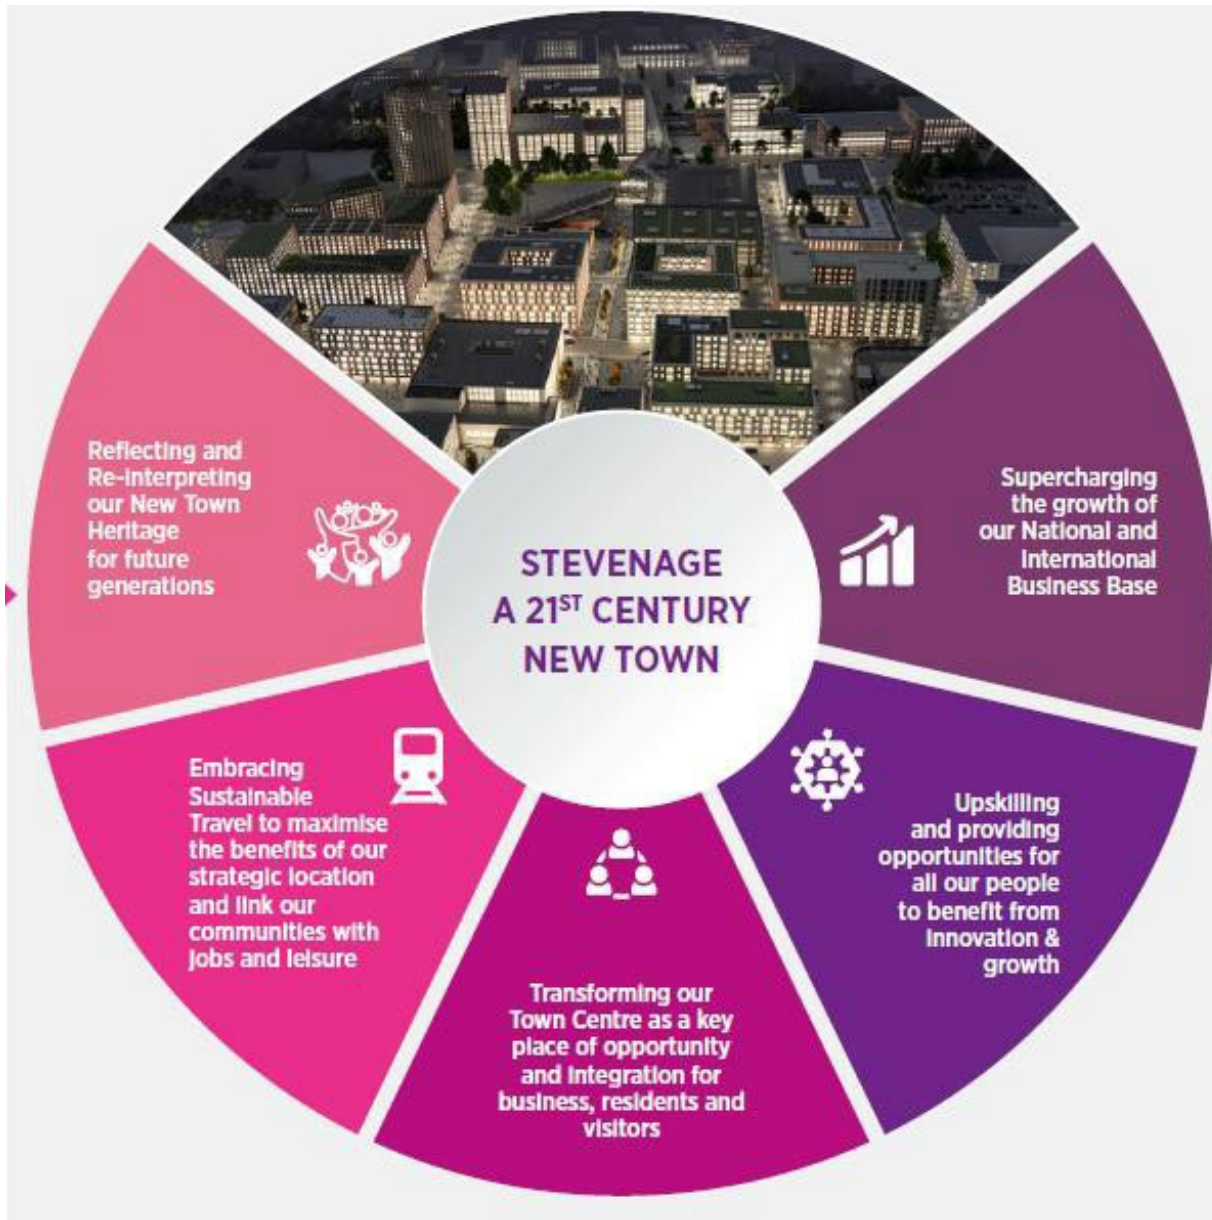 STEVENAGE
A 21ST CENTURY
NEW TOWN
Supercharging
the growth of
our National and
International
Business Base
Upskilling
and providing
opportunities for
all our people
to benefit from
innovation &
growth
Transforming our
Town Centre as a key
place of opportunity
and integration for
business, residents and
visitors
Embracing
Sustainable
Travel to maximise
the benefits of our
strategic location
and link our
communities with
jobs and leisure
Reflecting and
Re-interpreting
our New Town
Heritage
for future
generations